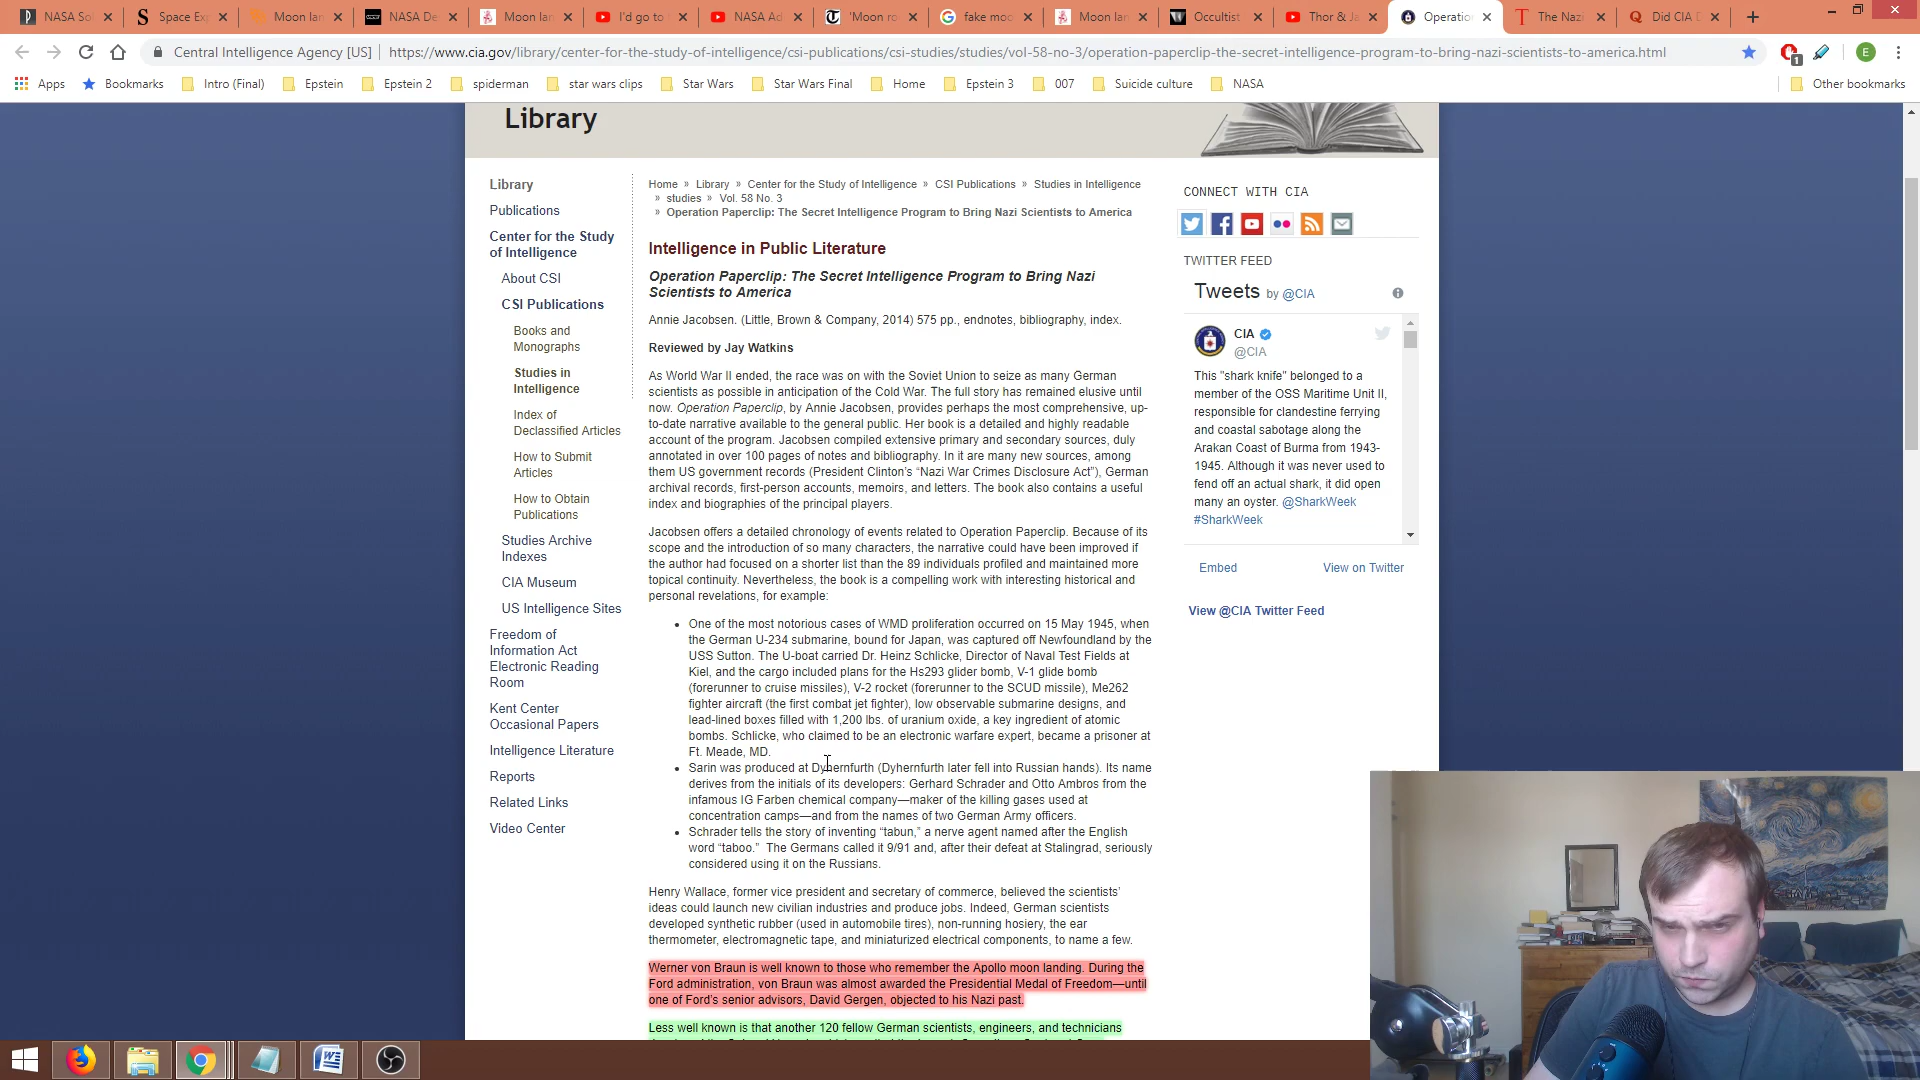 NASA So
Space Ex
Moon lan
NASA De
Moon lan
I'd go to
NASA Ad
'Moon ro
fake moo
Moon lan
Occultist
Thor & Ja
Operatio
The Nazi
Did CIA D
Central Intelligence Agency [US] https://www.cia.gov/library/center-for-the-study-of-intelligence/csi-publications/csi-studies/studies/vol-58-no-3/operation-paperclip-the-secret-intelligence-program-to-bring-nazi-scientists-to-america.html
1
E
Apps
Bookmarks
Intro (Final)
Epstein
Epstein 2
spiderman
star wars clips
Star Wars
Star Wars Final
Home
Epstein 3
007
Suicide culture
NASA
Other bookmarks
Library
Library
Publications
Center for the Study
of Intelligence
About CSI
CSI Publications
Books and
Monographs
Studies in
Intelligence
Index of
Declassified Articles
How to Submit
Articles
How to Obtain
Publications
Studies Archive
Indexes
CIA Museum
US Intelligence Sites
Freedom of
Information Act
Electronic Reading
Room
Kent Center
Occasional Papers
Intelligence Literature
Reports
Related Links
Video Center
Home » Library » Center for the Study of Intelligence » CSI Publications » Studies in Intelligence
» studies » Vol. 58 No. 3
» Operation Paperclip: The Secret Intelligence Program to Bring Nazi Scientists to America
Intelligence in Public Literature
Operation Paperclip: The Secret Intelligence Program to Bring Nazi
Scientists to America
Annie Jacobsen. (Little, Brown & Company, 2014) 575 pp., endnotes, bibliography, index.
Reviewed by Jay Watkins
As World War II ended, the race was on with the Soviet Union to seize as many German
scientists as possible in anticipation of the Cold War. The full story has remained elusive until
now. Operation Paperclip, by Annie Jacobsen, provides perhaps the most comprehensive, up-
to-date narrative available to the general public. Her book is a detailed and highly readable
account of the program. Jacobsen compiled extensive primary and secondary sources, duly
annotated in over 100 pages of notes and bibliography. In it are many new sources, among
them US government records (President Clinton's “Nazi War Crimes Disclosure Act”), German
archival records, first-person accounts, memoirs, and letters. The book also contains a useful
index and biographies of the principal players.
Jacobsen offers a detailed chronology of events related to Operation Paperclip. Because of its
scope and the introduction of so many characters, the narrative could have been improved if
the author had focused on a shorter list than the 89 individuals profiled and maintained more
topical continuity. Nevertheless, the book is a compelling work with interesting historical and
personal revelations, for example:
• One of the most notorious cases of WMD proliferation occurred on 15 May 1945, when
the German U-234 submarine, bound for Japan, was captured off Newfoundland by the
USS Sutton. The U-boat carried Dr. Heinz Schlicke, Director of Naval Test Fields at
Kiel, and the cargo included plans for the Hs293 glider bomb, V-1 glide bomb
(forerunner to cruise missiles), V-2 rocket (forerunner to the SCUD missile), Me262
fighter aircraft (the first combat jet fighter), low observable submarine designs, and
lead-lined boxes filled with 1,200 lbs. of uranium oxide, a key ingredient of atomic
bombs. Schlicke, who claimed to be an electronic warfare expert, became a prisoner at
Ft. Meade, MD.
• Sarin was produced at Dyhernfurth (Dyhernfurth later fell into Russian hands). Its name
derives from the initials of its developers: Gerhard Schrader and Otto Ambros from the
infamous IG Farben chemical company—maker of the killing gases used at
concentration camps—and from the names of two German Army officers.
• Schrader tells the story of inventing “tabun,” a nerve agent named after the English
word “taboo.” The Germans called it 9/91 and, after their defeat at Stalingrad, seriously
considered using it on the Russians.
Henry Wallace, former vice president and secretary of commerce, believed the scientists’
ideas could launch new civilian industries and produce jobs. Indeed, German scientists
developed synthetic rubber (used in automobile tires), non-running hosiery, the ear
thermometer, electromagnetic tape, and miniaturized electrical components, to name a few.
Werner von Braun is well known to those who remember the Apollo moon landing. During the
Ford administration, von Braun was almost awarded the Presidential Medal of Freedom—until
one of Ford's senior advisors, David Gergen, objected to his Nazi past.
Less well known is that another 120 fellow German scientists, engineers, and technicians
CONNECT WITH CIA
TWITTER FEED
Tweets by @CIA
CIA
@CIA
This "shark knife" belonged to a
member of the OSS Maritime Unit II,
responsible for clandestine ferrying
and coastal sabotage along the
Arakan Coast of Burma from 1943-
1945. Although it was never used to
fend off an actual shark, it did open
many an oyster. @SharkWeek
#SharkWeek
Embed
View on Twitter
View @CIA Twitter Feed